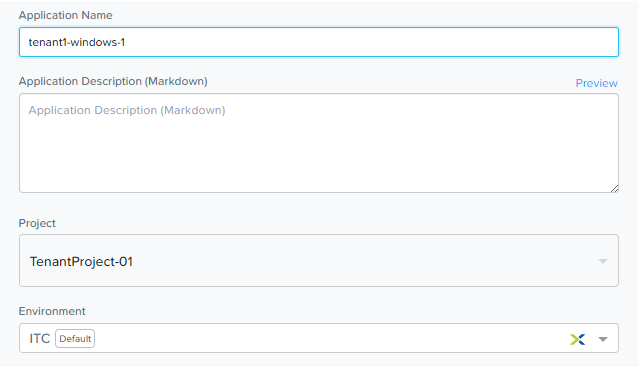 Application Name
tenant1-windows-1
Application Description (Markdown)
Preview
Application Description (Markdown)
Project
TenantProject-01
Environment
ITC Default